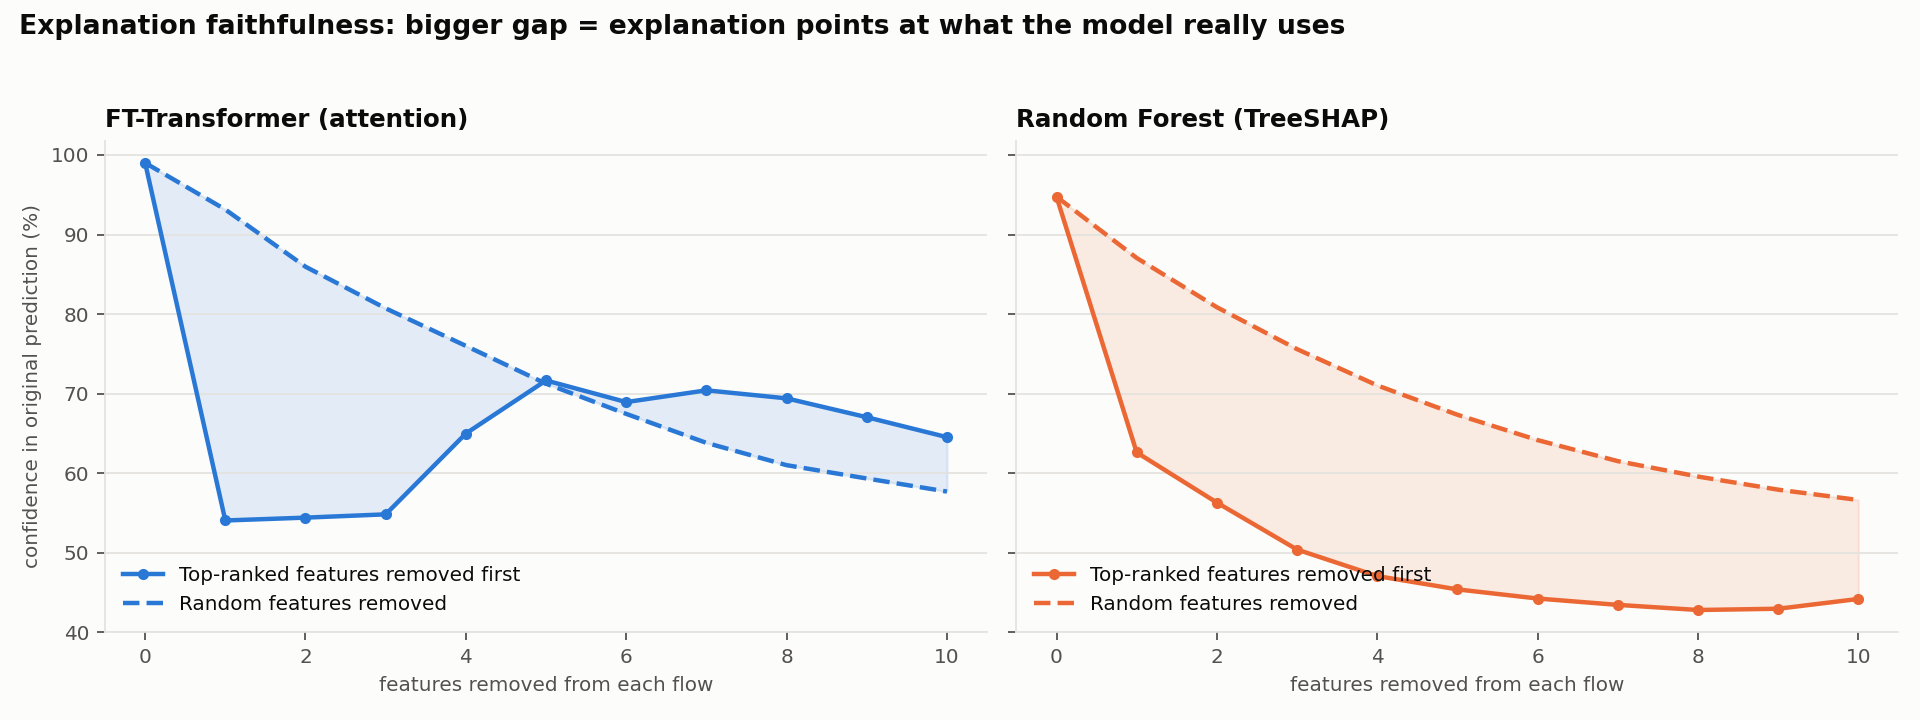 Explanation faithfulness: bigger gap = explanation points at what the model really uses
FT-Transformer (attention)
confidence in original prediction (%)
100
90
80
70
60
50
40
Top-ranked features removed first
Random features removed
0 2 4 6 8 10
features removed from each flow
Random Forest (TreeSHAP)
Top-ranked features removed first
Random features removed
0 2 4 6 8 10
features removed from each flow